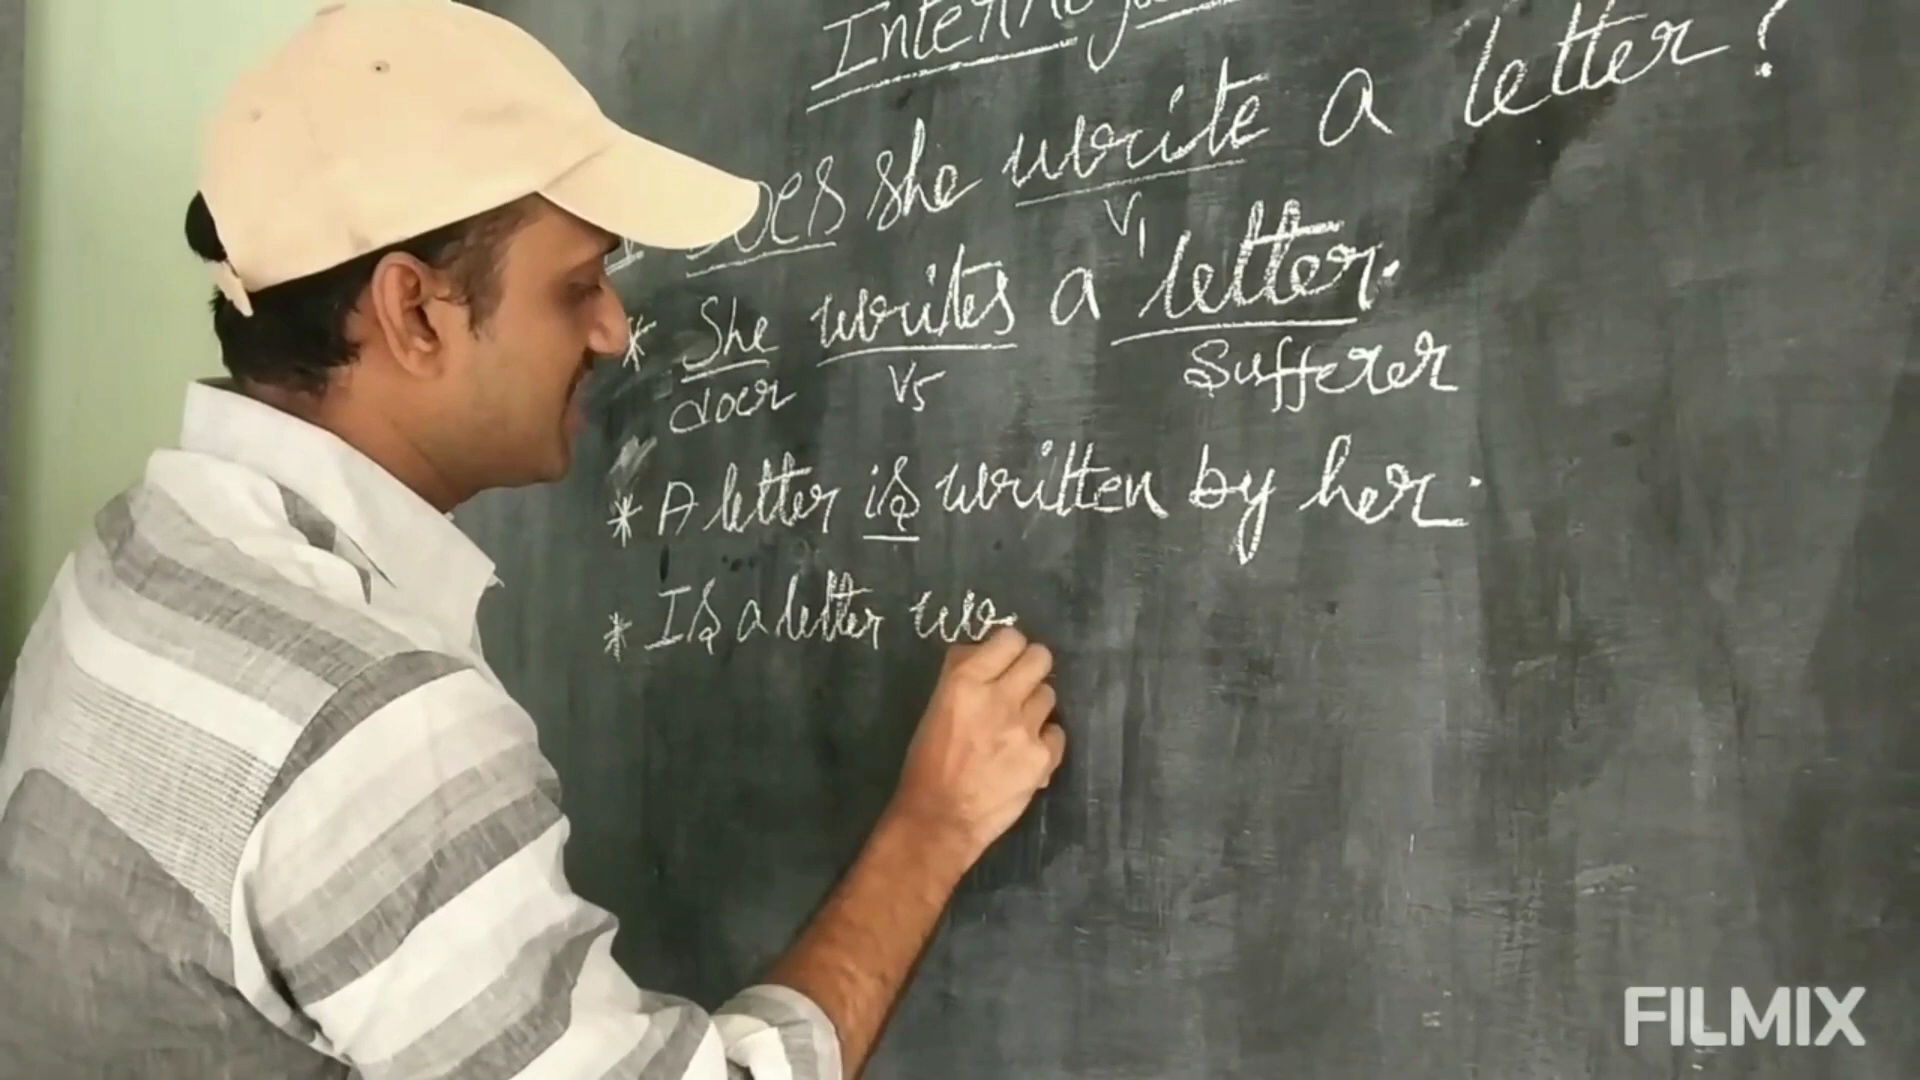 Does she write a letter?
V1
* She writes a letter.
doer V5 Sufferer
* A letter is written by her.
* Is a letter wr
FILMIX